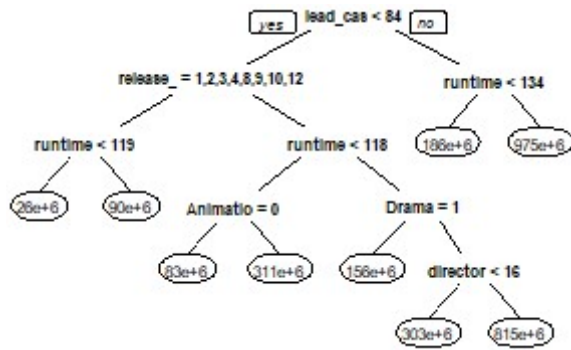 yes lead_cas < 84 no
release_ = 1,2,3,4,8,9,10,12 runtime < 134
runtime < 119 runtime < 118 186e+6 975e+6
26e+6 90e+6 Animatio = 0 Drama = 1
83e+6 311e+6 156e+6 director < 16
303e+6 815e+6